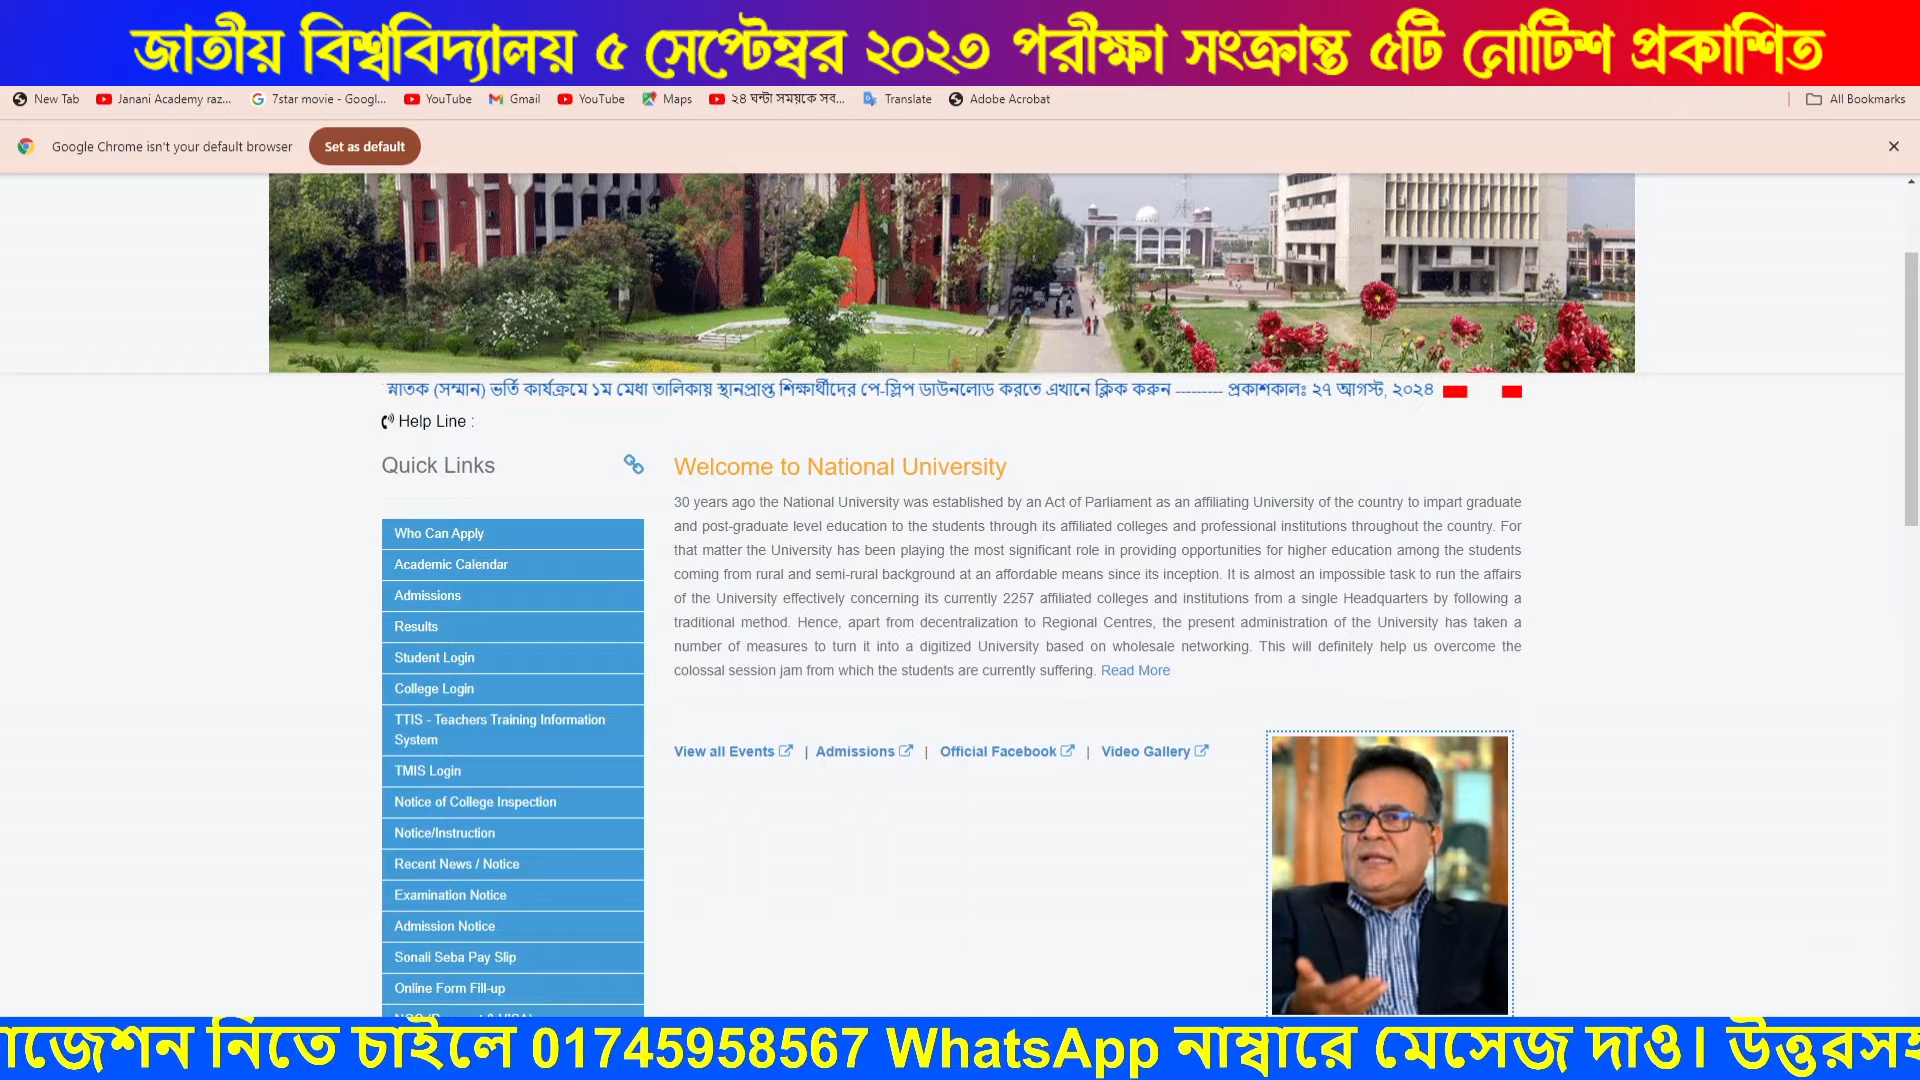 জাতীয় বিশ্ববিদ্যালয় ৫ সেপ্টেম্বর ২০২৩ পরীক্ষা সংক্রান্ত ৫টি নোটিশ প্রকাশিত
New Tab Janani Academy raz... 7star movie - Googl... YouTube Gmail YouTube Maps ২৪ ঘন্টা সময়কে সব... Translate Adobe Acrobat All Bookmarks
Google Chrome isn't your default browser Set as default
স্নাতক (সম্মান) ভর্তি কার্যক্রমে ১ম মেধা তালিকায় স্থানপ্রাপ্ত শিক্ষার্থীদের পে-স্লিপ ডাউনলোড করতে এখানে ক্লিক করুন --------- প্রকাশকালঃ ২৭ আগস্ট, ২০২৪
Help Line :
Quick Links
Who Can Apply
Academic Calendar
Admissions
Results
Student Login
College Login
TTIS - Teachers Training Information
System
TMIS Login
Notice of College Inspection
Notice/Instruction
Recent News / Notice
Examination Notice
Admission Notice
Sonali Seba Pay Slip
Online Form Fill-up
Welcome to National University
30 years ago the National University was established by an Act of Parliament as an affiliating University of the country to impart graduate
and post-graduate level education to the students through its affiliated colleges and professional institutions throughout the country. For
that matter the University has been playing the most significant role in providing opportunities for higher education among the students
coming from rural and semi-rural background at an affordable means since its inception. It is almost an impossible task to run the affairs
of the University effectively concerning its currently 2257 affiliated colleges and institutions from a single Headquarters by following a
traditional method. Hence, apart from decentralization to Regional Centres, the present administration of the University has taken a
number of measures to turn it into a digitized University based on wholesale networking. This will definitely help us overcome the
colossal session jam from which the students are currently suffering. Read More
View all Events | Admissions | Official Facebook | Video Gallery
াজেশন নিতে চাইলে 01745958567 WhatsApp নাম্বারে মেসেজ দাও। উত্তরসহ